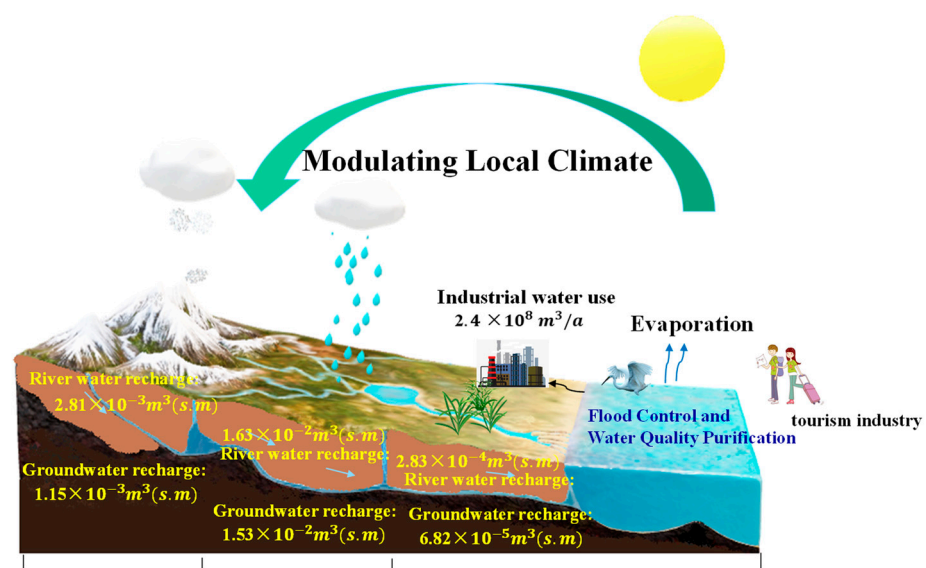 Modulating Local Climate
Industrial water use
2.4 ×10⁸ m³/a
Evaporation
River water recharge:
2.81×10⁻³m³(s.m)
Flood Control and
Water Quality Purification
tourism industry
1.63×10⁻²m³(s.m)
River water recharge:
2.83×10⁻⁴m³(s.m)
River water recharge:
Groundwater recharge:
1.15×10⁻³m³(s.m)
Groundwater recharge:
1.53×10⁻²m³(s.m)
Groundwater recharge:
6.82×10⁻⁵m³(s.m)